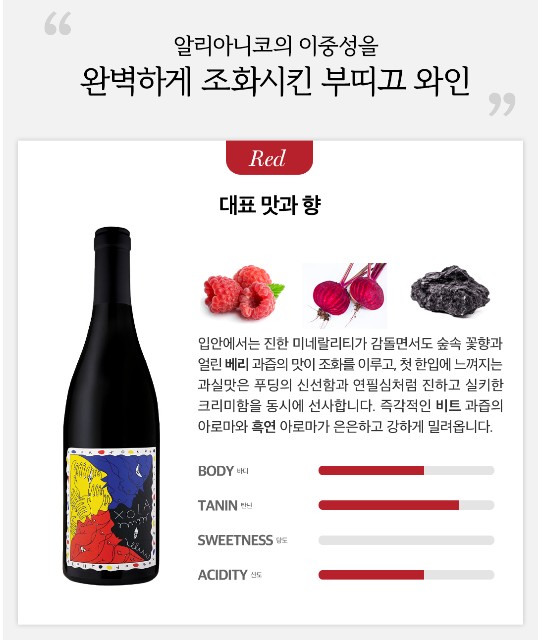 알리아니코의 이중성을
완벽하게 조화시킨 부띠끄 와인
Red
대표 맛과 향
입안에서는 진한 미네랄리티가 감돌면서도 숲속 꽃향과
얼린 베리 과즙의 맛이 조화를 이루고, 첫 한입에 느껴지는
과실맛은 푸딩의 신선함과 연필심처럼 진하고 실키한
크리미함을 동시에 선사합니다. 즉각적인 비트 과즙의
아로마와 흑연 아로마가 은은하고 강하게 밀려옵니다.
BODY 바디
TANIN 탄닌
SWEETNESS 당도
ACIDITY 산도